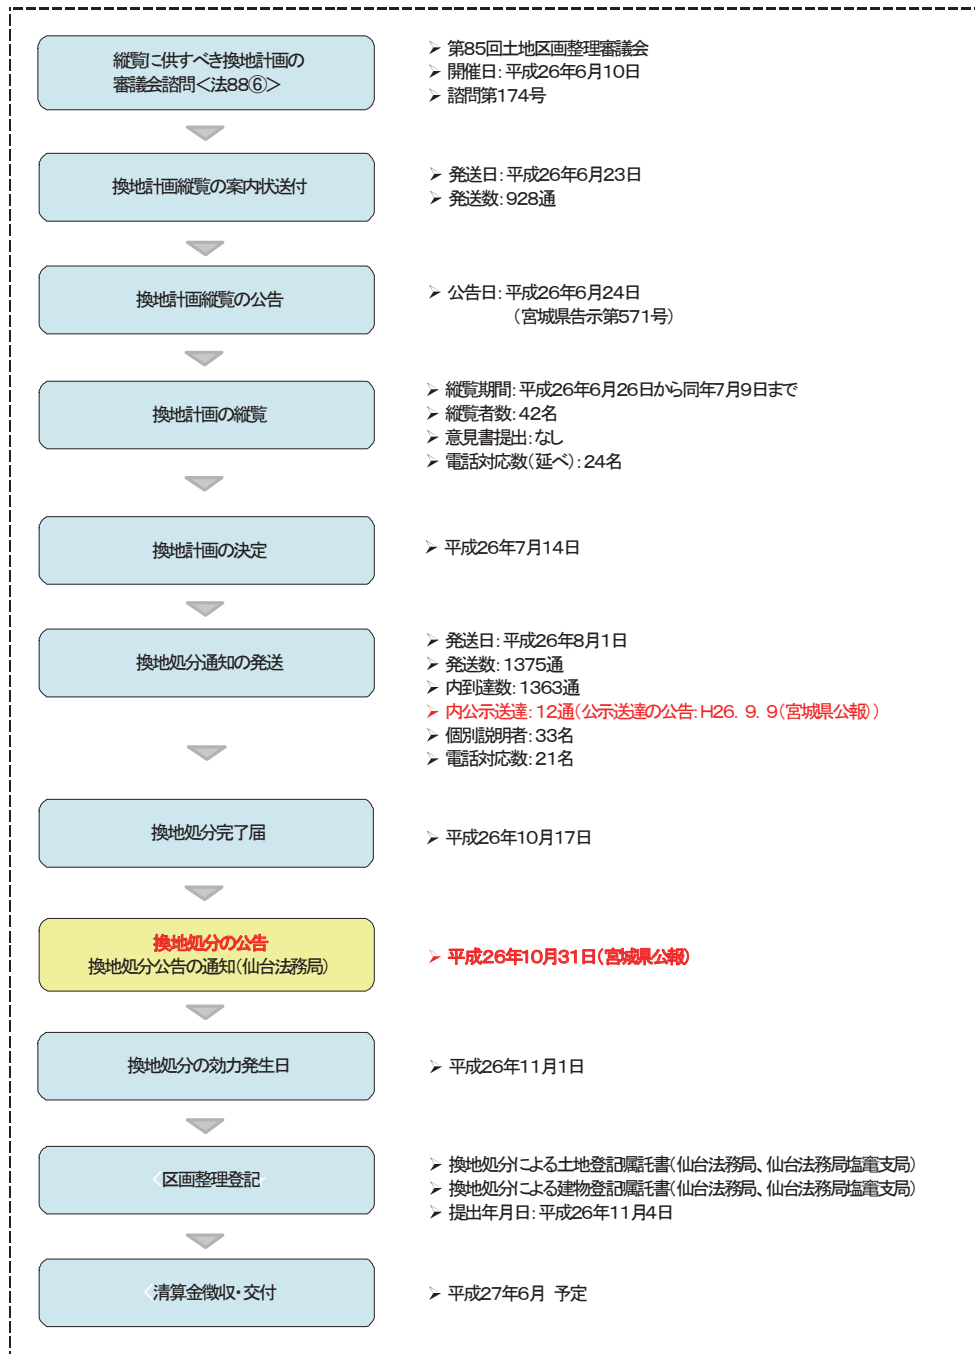 縦覧に供すべき換地計画の
審議会諮問<法88⑥>
➢ 第85回土地区画整理審議会
➢ 開催日：平成26年6月10日
➢ 諮問第174号
換地計画縦覧の案内状送付
➢ 発送日：平成26年6月23日
➢ 発送数：928通
換地計画縦覧の公告
➢ 公告日：平成26年6月24日
（宮城県告示第571号）
換地計画の縦覧
➢ 縦覧期間：平成26年6月26日から同年7月9日まで
➢ 縦覧者数：42名
➢ 意見書提出：なし
➢ 電話対応数（延べ）：24名
換地計画の決定
➢ 平成26年7月14日
換地処分通知の発送
➢ 発送日：平成26年8月1日
➢ 発送数：1375通
➢ 内到達数：1363通
➢ 内公示送達：12通（公示送達の公告：H26．9．9（宮城県公報））
➢ 個別説明者：33名
➢ 電話対応数：21名
換地処分完了届
➢ 平成26年10月17日
換地処分の公告
換地処分公告の通知（仙台法務局）
➢ 平成26年10月31日（宮城県公報）
換地処分の効力発生日
➢ 平成26年11月1日
区画整理登記
➢ 換地処分による土地登記嘱託書（仙台法務局、仙台法務局塩竃支局）
➢ 換地処分による建物登記嘱託書（仙台法務局、仙台法務局塩竃支局）
➢ 提出年月日：平成26年11月4日
清算金徴収・交付
➢ 平成27年6月 予定